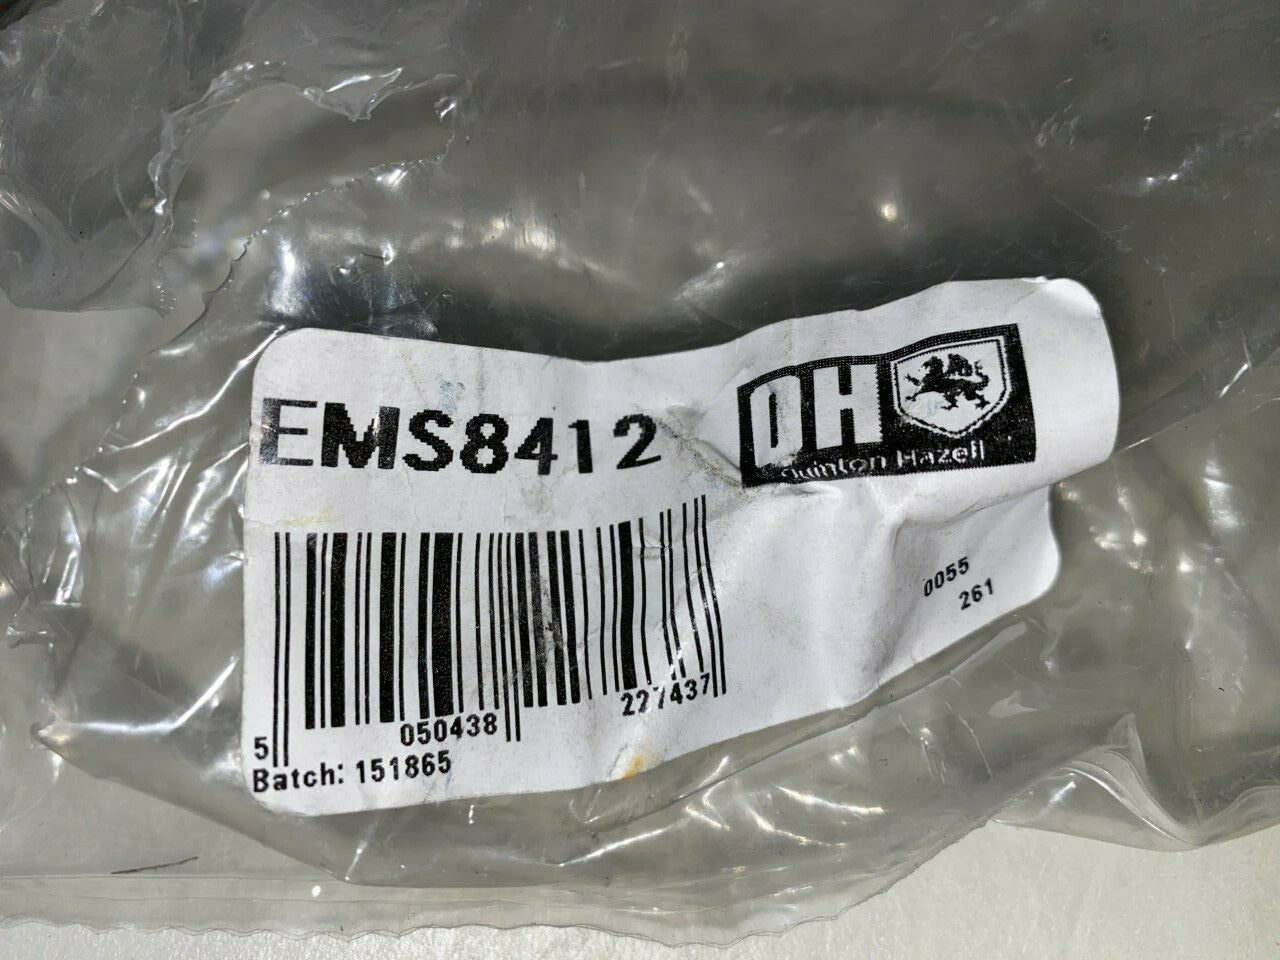 EMS8412
QH
Quinton Hazell
0055
261
5 050438 227437
Batch: 151865